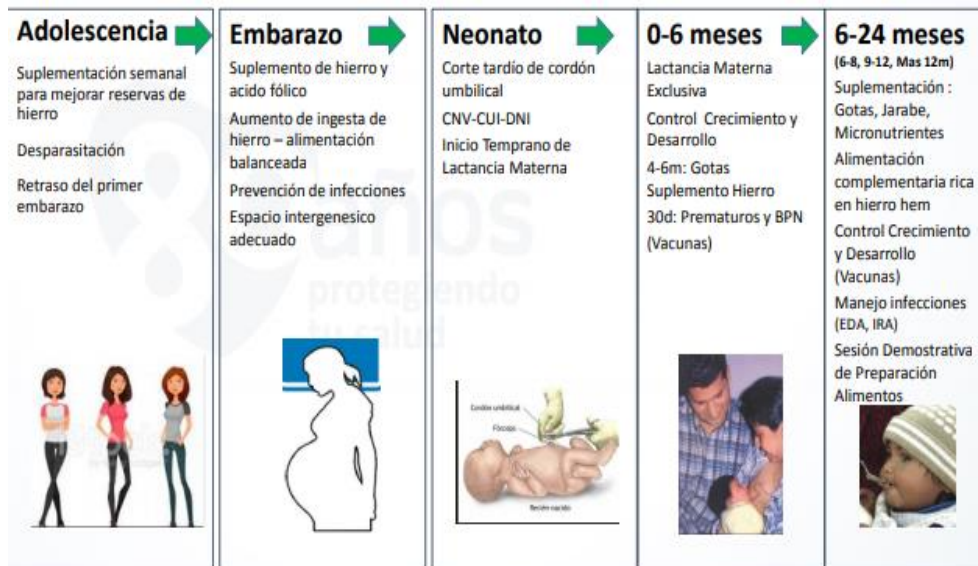 Adolescencia
Suplementación semanal
para mejorar reservas de
hierro
Desparasitación
Retraso del primer
embarazo
Embarazo
Suplemento de hierro y
acido fólico
Aumento de ingesta de
hierro – alimentación
balanceada
Prevención de infecciones
Espacio intergenesico
adecuado
Neonato
Corte tardío de cordón
umbilical
CNV-CUI-DNI
Inicio Temprano de
Lactancia Materna
Cordón umbilical
Fórceps
Recién nacido
0-6 meses
Lactancia Materna
Exclusiva
Control Crecimiento y
Desarrollo
4-6m: Gotas
Suplemento Hierro
30d: Prematuros y BPN
(Vacunas)
6-24 meses
(6-8, 9-12, Mas 12m)
Suplementación :
Gotas, Jarabe,
Micronutrientes
Alimentación
complementaria rica
en hierro hem
Control Crecimiento
y Desarrollo
(Vacunas)
Manejo infecciones
(EDA, IRA)
Sesión Demostrativa
de Preparación
Alimentos
años
protegiendo
tu salud